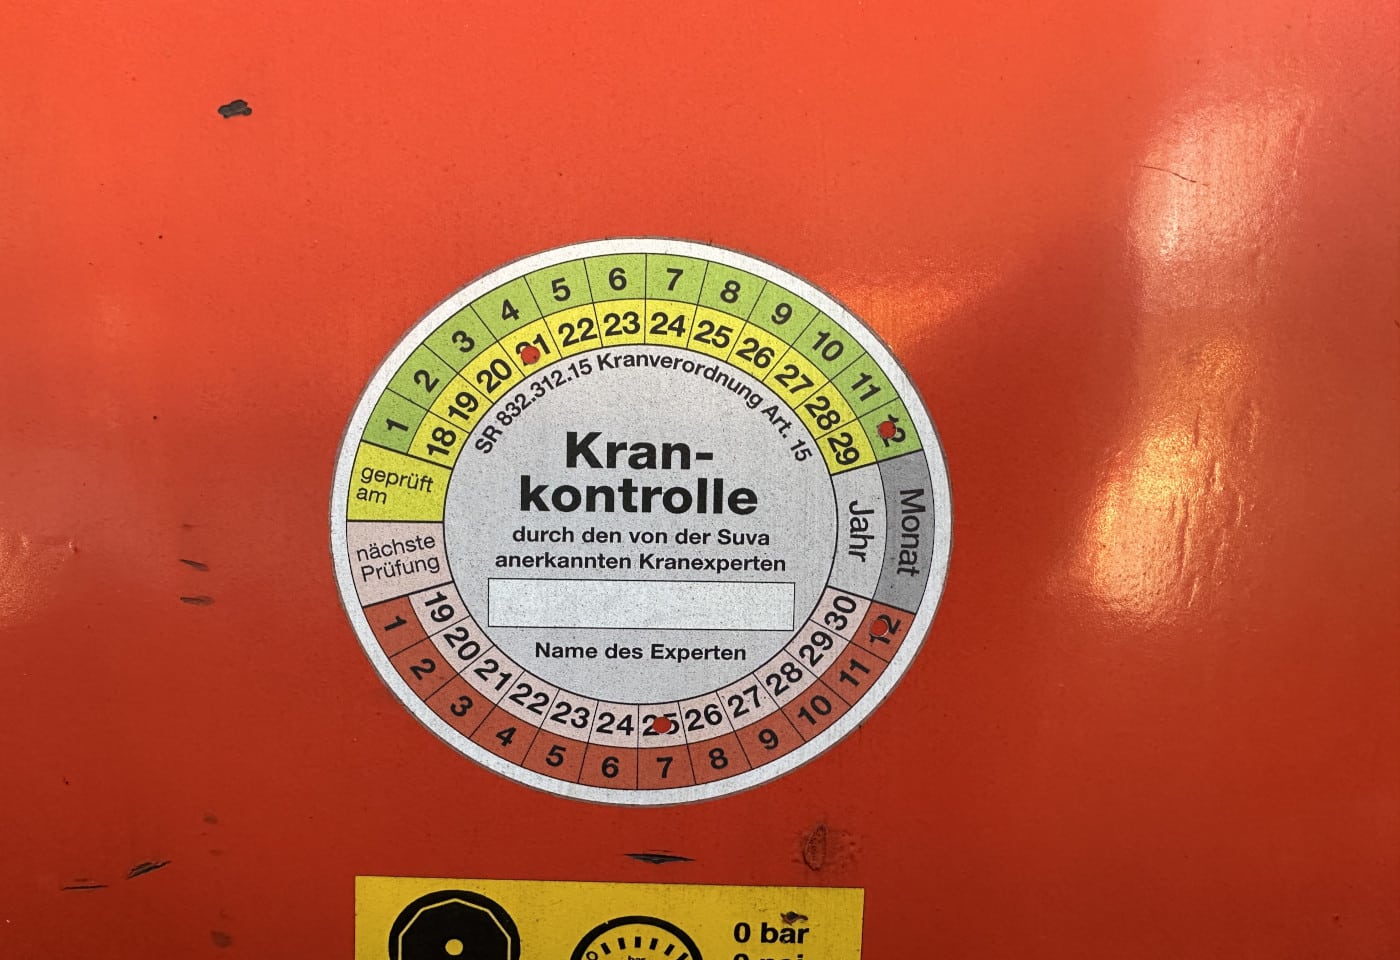 1 2 3 4 5 6 7 8 9 10 11 12
18 19 20 21 22 23 24 25 26 27 28 29
SR 832.312.15 Kranverordnung Art. 15
geprüft
am
Kran-
kontrolle
durch den von der Suva
anerkannten Kranexperten
Name des Experten
Jahr
Monat
nächste
Prüfung
19 20 21 22 23 24 25 26 27 28 29 30
1 2 3 4 5 6 7 8 9 10 11 12
0 bar